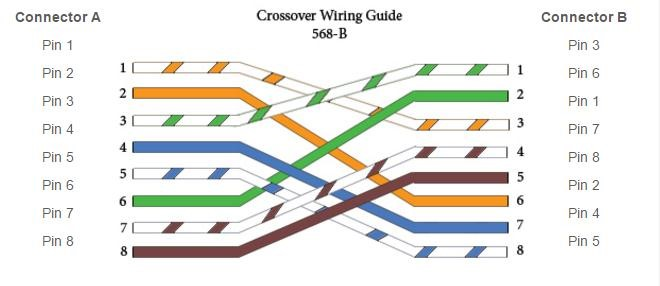 Connector A
Crossover Wiring Guide
568-B
Connector B
Pin 1
Pin 3
Pin 2
Pin 6
Pin 3
Pin 1
Pin 4
Pin 7
Pin 5
Pin 8
Pin 6
Pin 2
Pin 7
Pin 4
Pin 8
Pin 5
1
1
2
2
3
3
4
4
5
5
6
6
7
7
8
8